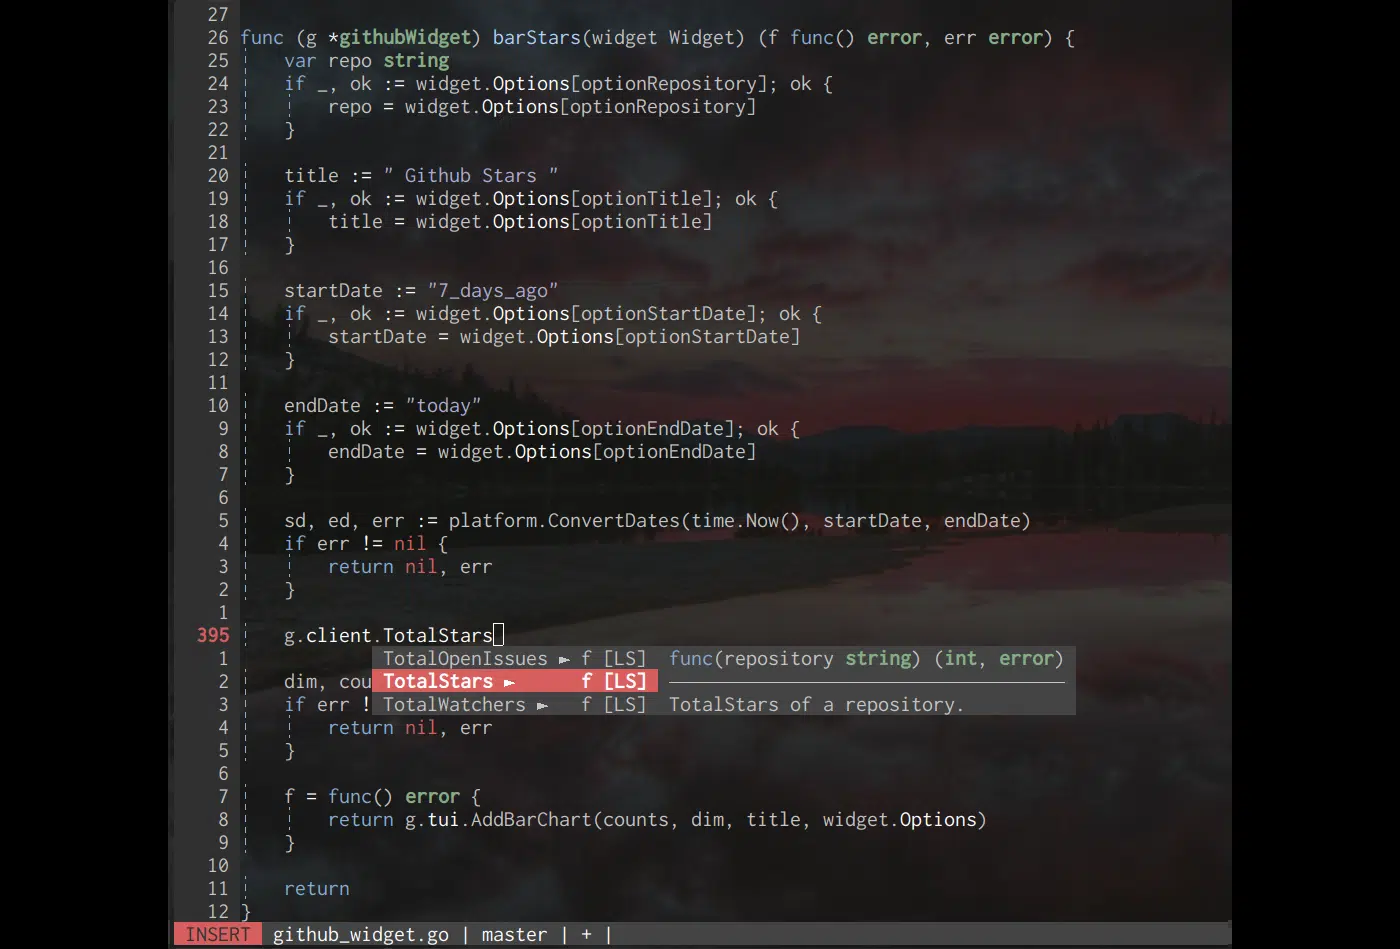 27
26 func (g *githubWidget) barStars(widget Widget) (f func() error, err error) {
25 var repo string
24 if _, ok := widget.Options[optionRepository]; ok {
23 repo = widget.Options[optionRepository]
22 }
21
20 title := " Github Stars "
19 if _, ok := widget.Options[optionTitle]; ok {
18 title = widget.Options[optionTitle]
17 }
16
15 startDate := "7_days_ago"
14 if _, ok := widget.Options[optionStartDate]; ok {
13 startDate = widget.Options[optionStartDate]
12 }
11
10 endDate := "today"
9 if _, ok := widget.Options[optionEndDate]; ok {
8 endDate = widget.Options[optionEndDate]
7 }
6
5 sd, ed, err := platform.ConvertDates(time.Now(), startDate, endDate)
4 if err != nil {
3 return nil, err
2 }
1
395 g.client.TotalStars
1 TotalOpenIssues ► f [LS] func(repository string) (int, error)
2 dim, cou TotalStars ► f [LS]
3 if err ! TotalWatchers ► f [LS] TotalStars of a repository.
4 return nil, err
5 }
6
7 f = func() error {
8 return g.tui.AddBarChart(counts, dim, title, widget.Options)
9 }
10
11 return
12 }
INSERT github_widget.go | master | + |